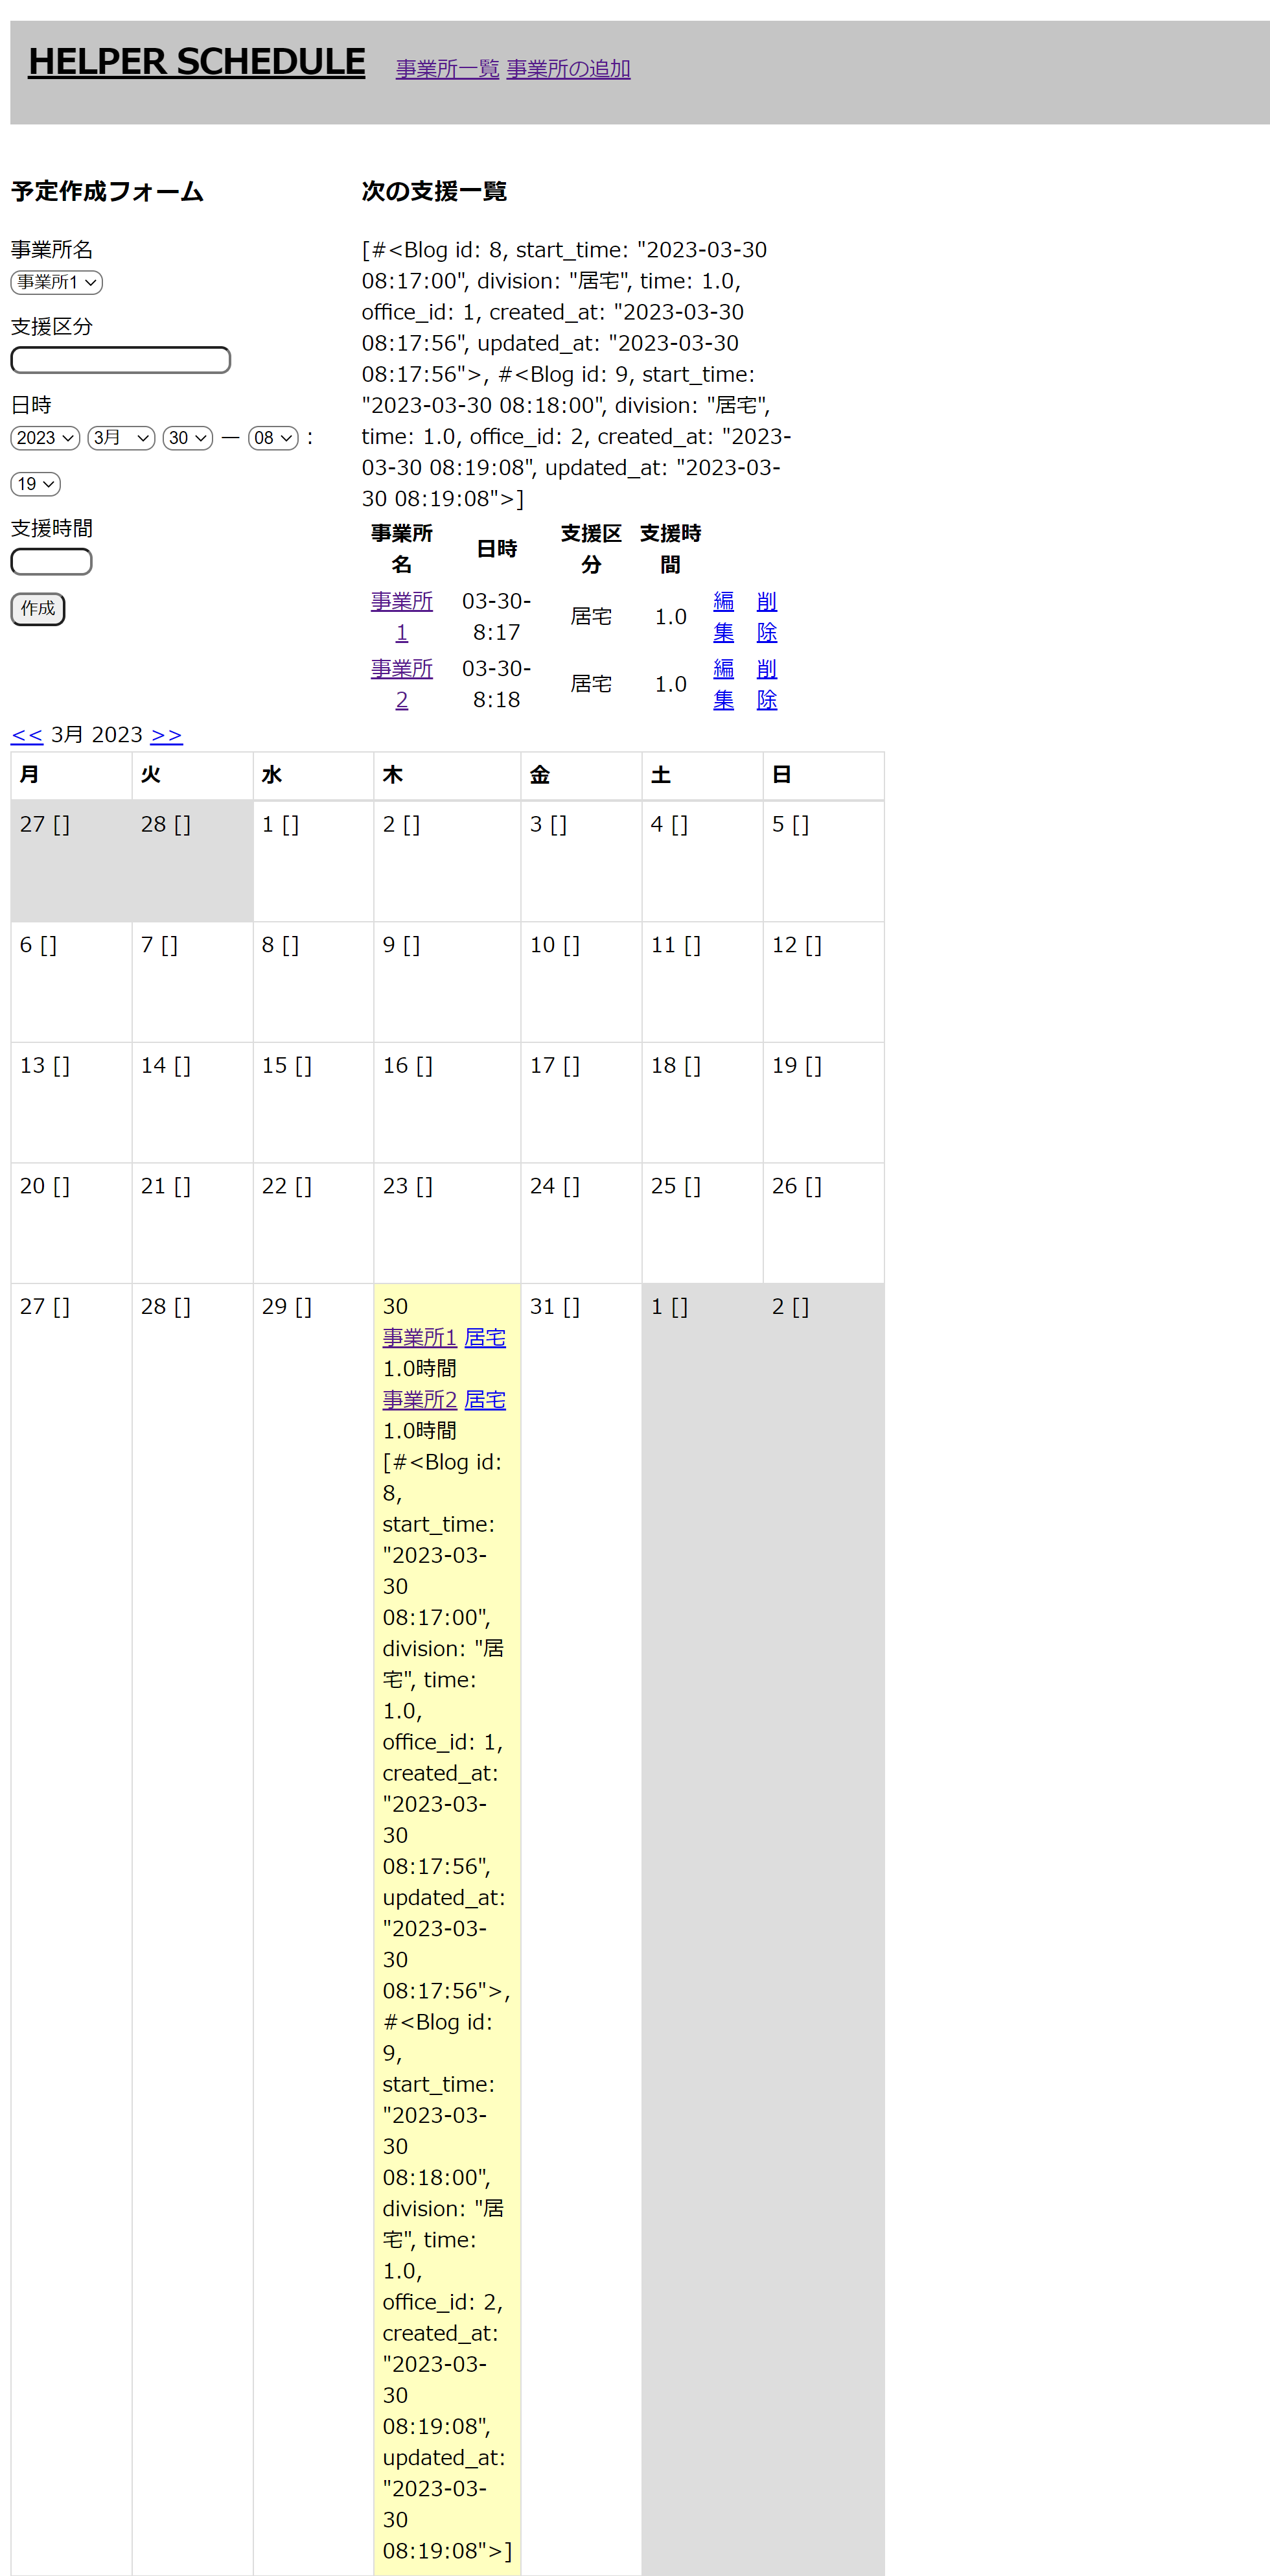 HELPER SCHEDULE 事業所一覧 事業所の追加
予定作成フォーム
事業所名
事業所1
支援区分
日時
2023 3月 30 — 08 :
19
支援時間
作成
次の支援一覧
[#<Blog id: 8, start_time: "2023-03-30
08:17:00", division: "居宅", time: 1.0,
office_id: 1, created_at: "2023-03-30
08:17:56", updated_at: "2023-03-30
08:17:56">, #<Blog id: 9, start_time:
"2023-03-30 08:18:00", division: "居宅",
time: 1.0, office_id: 2, created_at: "2023-
03-30 08:19:08", updated_at: "2023-03-
30 08:19:08">]
事業所 日時 支援区 支援時
名 分 間
事業所 03-30- 居宅 1.0 編 削
1 8:17 集 除
事業所 03-30- 居宅 1.0 編 削
2 8:18 集 除
<< 3月 2023 >>
月 火 水 木 金 土 日
27 [] 28 [] 1 [] 2 [] 3 [] 4 [] 5 []
6 [] 7 [] 8 [] 9 [] 10 [] 11 [] 12 []
13 [] 14 [] 15 [] 16 [] 17 [] 18 [] 19 []
20 [] 21 [] 22 [] 23 [] 24 [] 25 [] 26 []
27 [] 28 [] 29 [] 30 31 [] 1 [] 2 []
事業所1 居宅
1.0時間
事業所2 居宅
1.0時間
[#<Blog id:
8,
start_time:
"2023-03-
30
08:17:00",
division: "居
宅", time:
1.0,
office_id: 1,
created_at:
"2023-03-
30
08:17:56",
updated_at:
"2023-03-
30
08:17:56">,
#<Blog id:
9,
start_time:
"2023-03-
30
08:18:00",
division: "居
宅", time:
1.0,
office_id: 2,
created_at:
"2023-03-
30
08:19:08",
updated_at:
"2023-03-
30
08:19:08">]